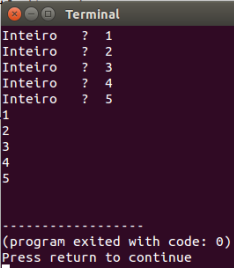 Terminal
Inteiro   ?  1
Inteiro   ?  2
Inteiro   ?  3
Inteiro   ?  4
Inteiro   ?  5
1
2
3
4
5
------------------
(program exited with code: 0)
Press return to continue